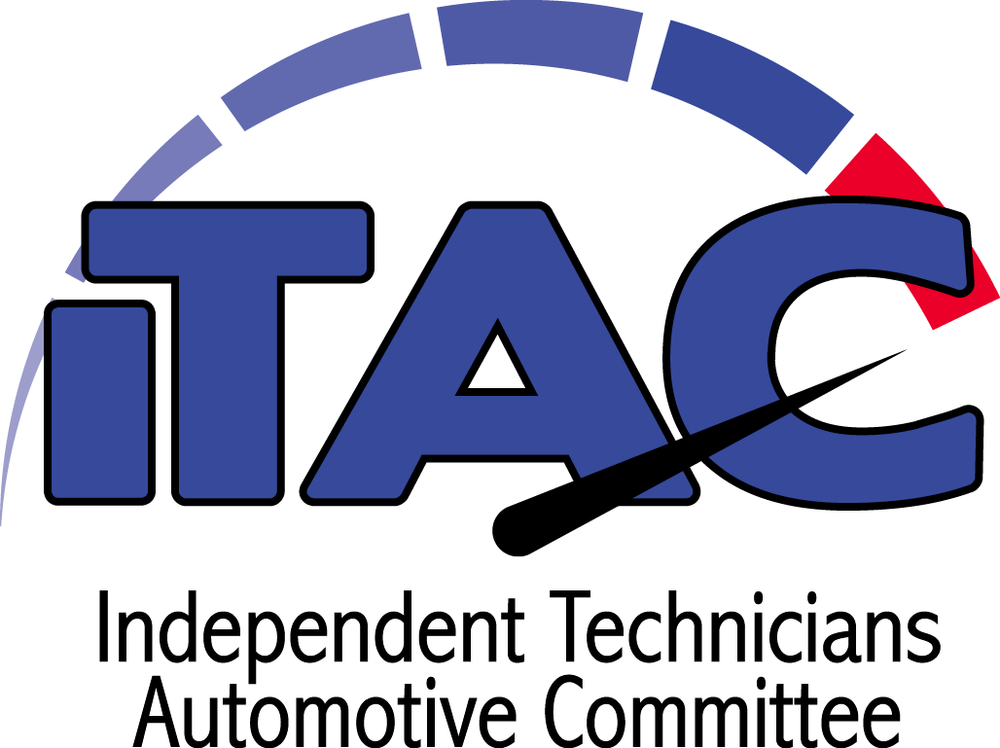 iTAC
Independent Technicians
Automotive Committee